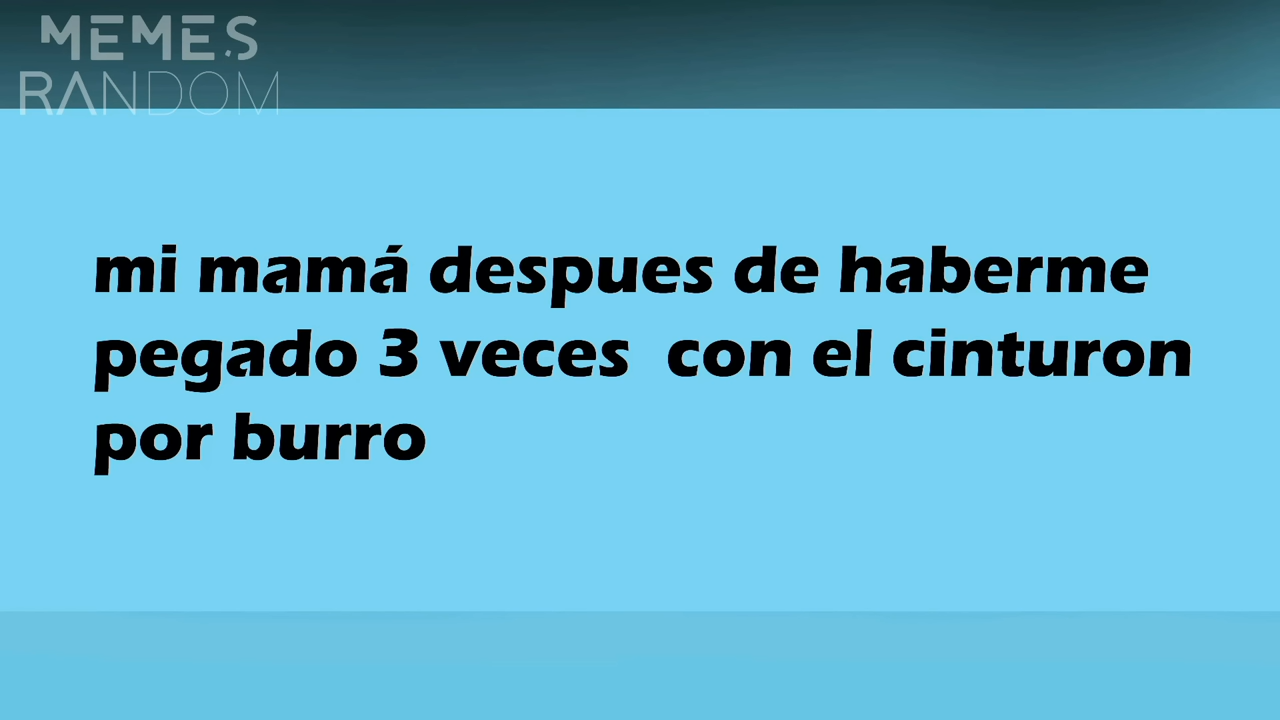 MEMES
RANDOM
mi mamá despues de haberme
pegado 3 veces  con el cinturon
por burro